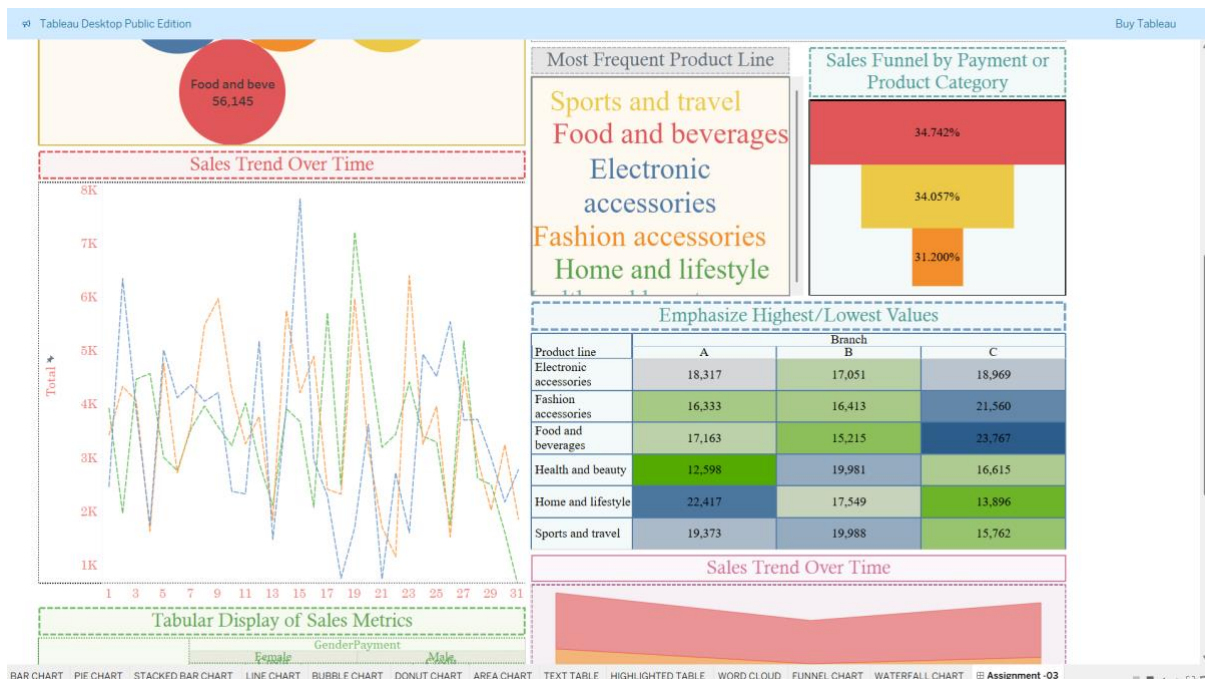 Tableau Desktop Public Edition
Buy Tableau
Food and beve
56,145
Sales Trend Over Time
8K
7K
6K
5K
4K
3K
2K
1K
Total
1 3 5 7 9 11 13 15 17 19 21 23 25 27 29 31
Tabular Display of Sales Metrics
GenderPayment
Female
Male
Most Frequent Product Line
Sports and travel
Food and beverages
Electronic
accessories
Fashion accessories
Home and lifestyle
Sales Funnel by Payment or
Product Category
34.742%
34.057%
31.200%
Emphasize Highest/Lowest Values
Branch
Product line A B C
Electronic
accessories 18,317 17,051 18,969
Fashion
accessories 16,333 16,413 21,560
Food and
beverages 17,163 15,215 23,767
Health and beauty 12,598 19,981 16,615
Home and lifestyle 22,417 17,549 13,896
Sports and travel 19,373 19,988 15,762
Sales Trend Over Time
BAR CHART PIE CHART STACKED BAR CHART LINE CHART BUBBLE CHART DONUT CHART AREA CHART TEXT TABLE HIGHLIGHTED TABLE WORD CLOUD FUNNEL CHART WATERFALL CHART Assignment -03